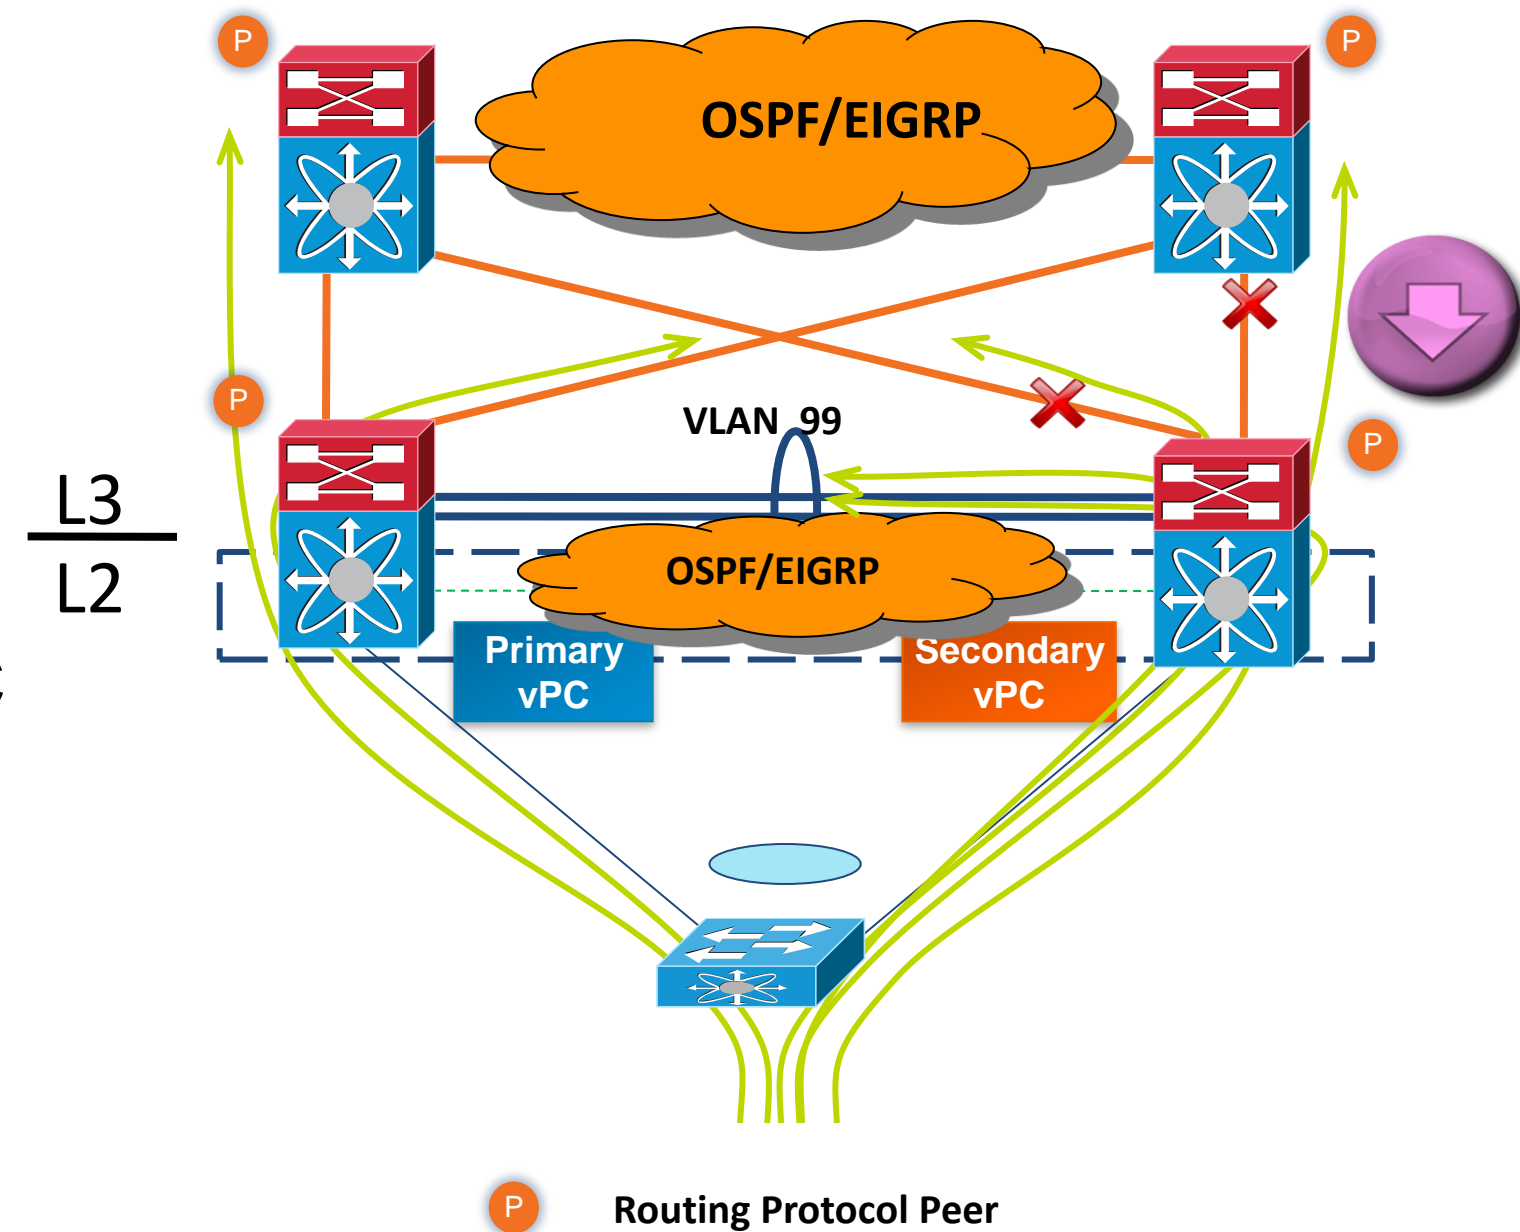 P
P
OSPF/EIGRP
P
VLAN 99
P
L3
L2
OSPF/EIGRP
Primary
vPC
Secondary
vPC
P
Routing Protocol Peer